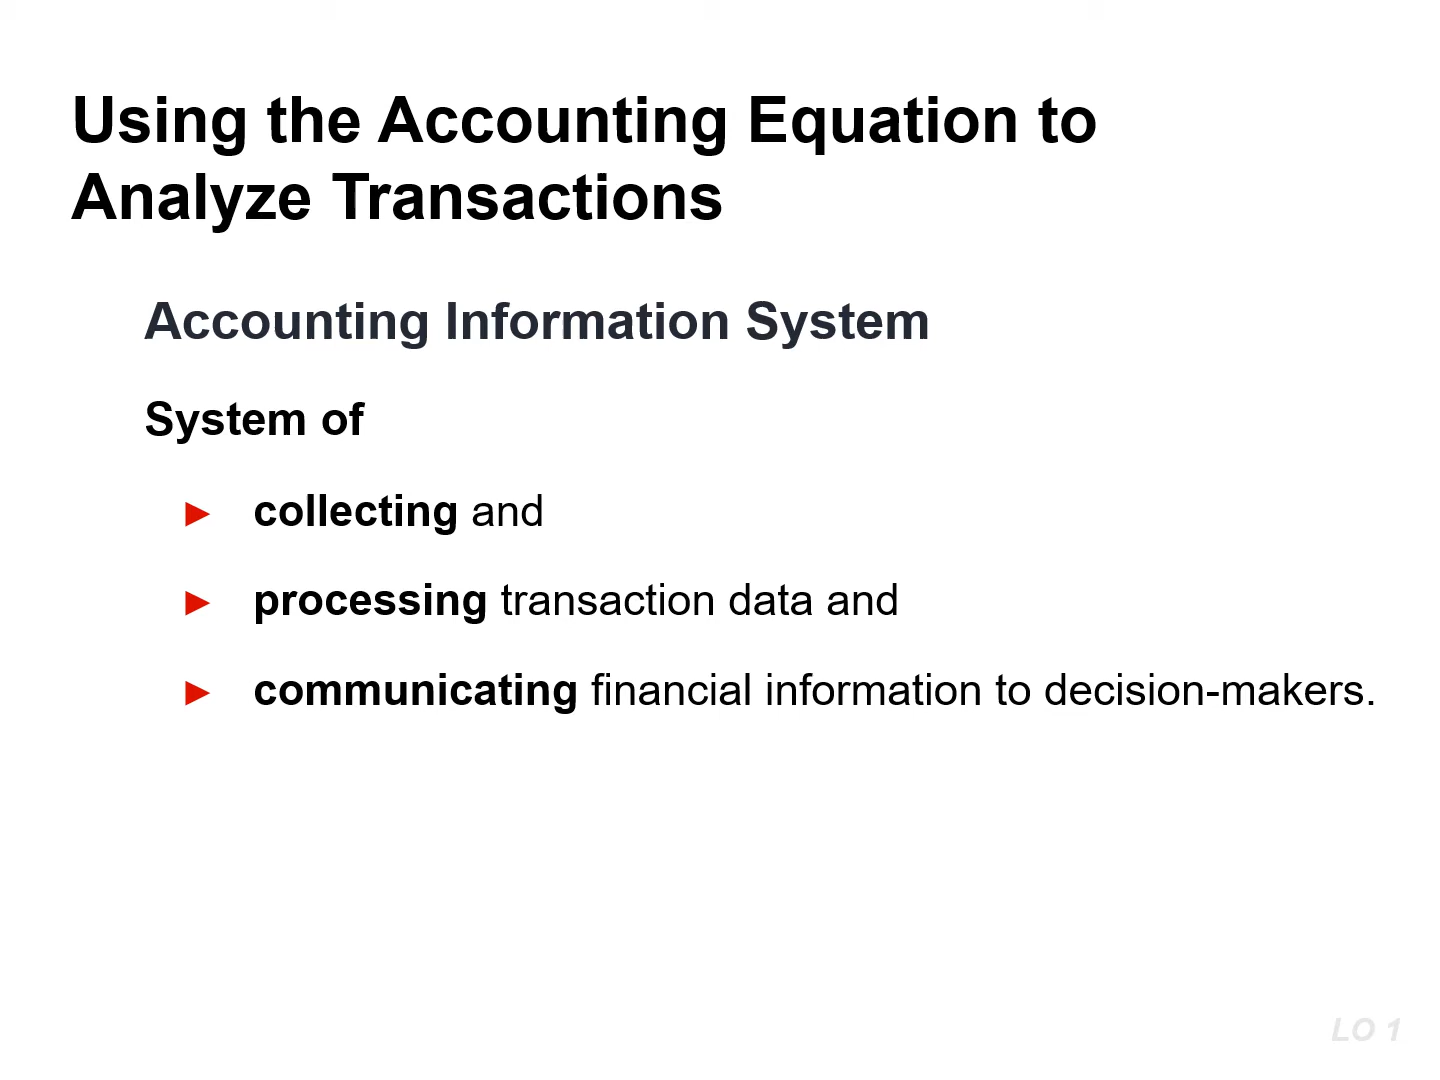 Using the Accounting Equation to
Analyze Transactions
Accounting Information System
System of
► collecting and
► processing transaction data and
► communicating financial information to decision-makers.
LO 1